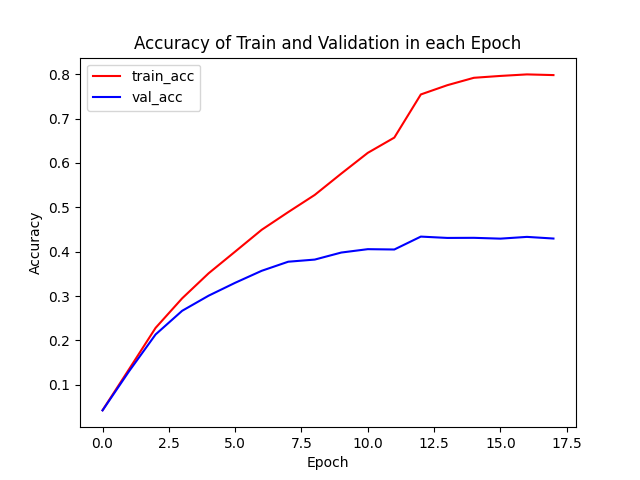 Accuracy of Train and Validation in each Epoch
train_acc
val_acc
0.8
0.7
0.6
0.5
0.4
0.3
0.2
0.1
Accuracy
0.0 2.5 5.0 7.5 10.0 12.5 15.0 17.5
Epoch